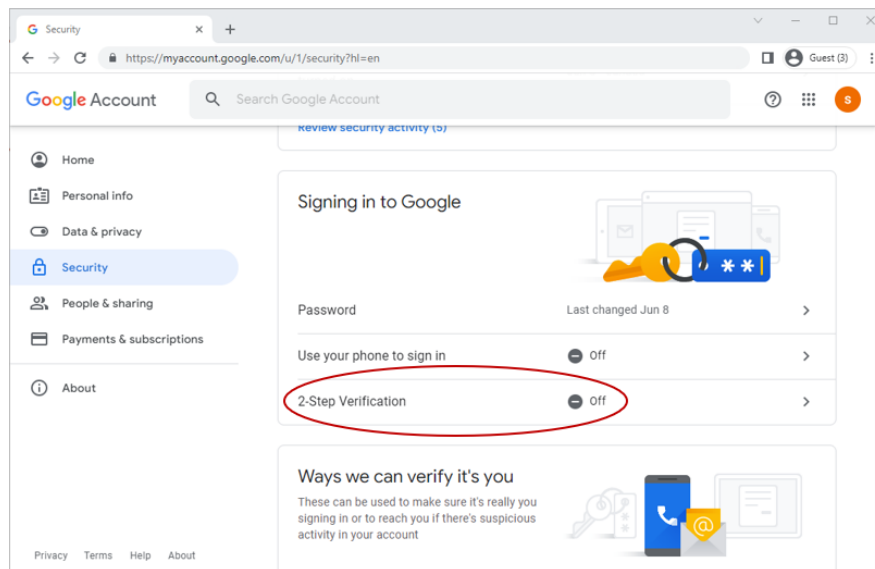 Security
https://myaccount.google.com/u/1/security?hl=en
Guest (3)
Google Account
Search Google Account
S
Review security activity (5)
Home
Personal info
Data & privacy
Security
People & sharing
Payments & subscriptions
About
Signing in to Google
Password
Last changed Jun 8
Use your phone to sign in
Off
2-Step Verification
Off
Ways we can verify it's you
These can be used to make sure it's really you
signing in or to reach you if there's suspicious
activity in your account
Privacy Terms Help About